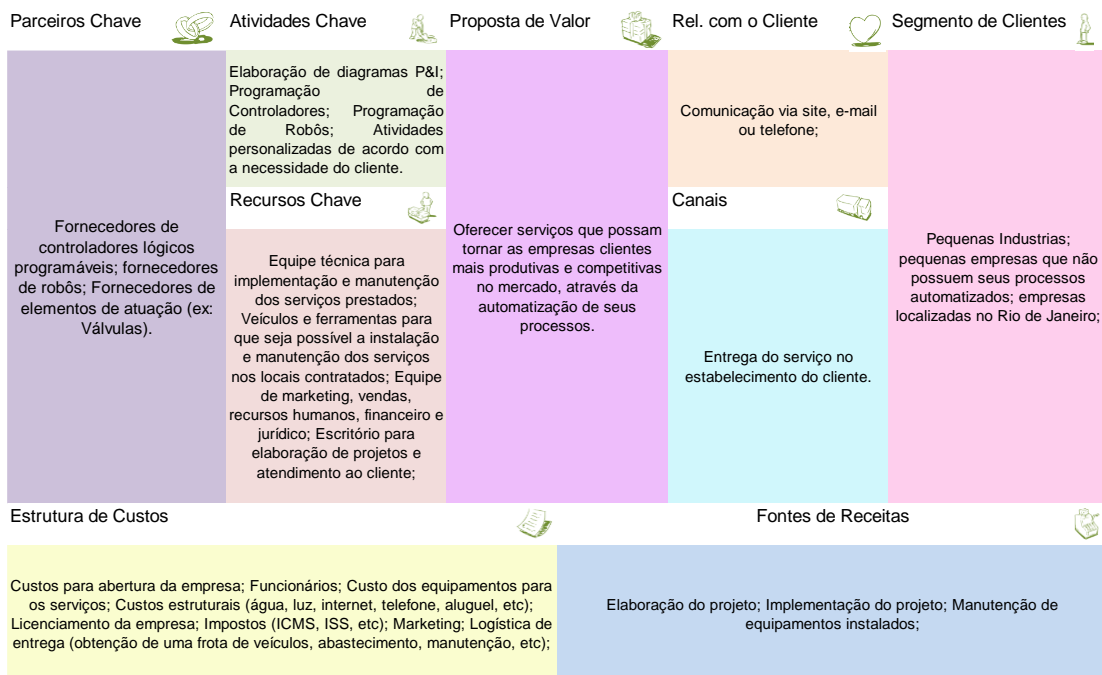 Parceiros Chave
Fornecedores de
controladores lógicos
programáveis; fornecedores
de robôs; Fornecedores de
elementos de atuação (ex:
Válvulas).
Atividades Chave
Elaboração de diagramas P&I;
Programação de
Controladores; Programação
de Robôs; Atividades
personalizadas de acordo com
a necessidade do cliente.
Recursos Chave
Equipe técnica para
implementação e manutenção
dos serviços prestados;
Veículos e ferramentas para
que seja possível a instalação
e manutenção dos serviços
nos locais contratados; Equipe
de marketing, vendas,
recursos humanos, financeiro e
jurídico; Escritório para
elaboração de projetos e
atendimento ao cliente;
Proposta de Valor
Oferecer serviços que possam
tornar as empresas clientes
mais produtivas e competitivas
no mercado, através da
automatização de seus
processos.
Rel. com o Cliente
Comunicação via site, e-mail
ou telefone;
Canais
Entrega do serviço no
estabelecimento do cliente.
Segmento de Clientes
Pequenas Industrias;
pequenas empresas que não
possuem seus processos
automatizados; empresas
localizadas no Rio de Janeiro;
Estrutura de Custos
Custos para abertura da empresa; Funcionários; Custo dos equipamentos para
os serviços; Custos estruturais (água, luz, internet, telefone, aluguel, etc);
Licenciamento da empresa; Impostos (ICMS, ISS, etc); Marketing; Logística de
entrega (obtenção de uma frota de veículos, abastecimento, manutenção, etc);
Fontes de Receitas
Elaboração do projeto; Implementação do projeto; Manutenção de
equipamentos instalados;